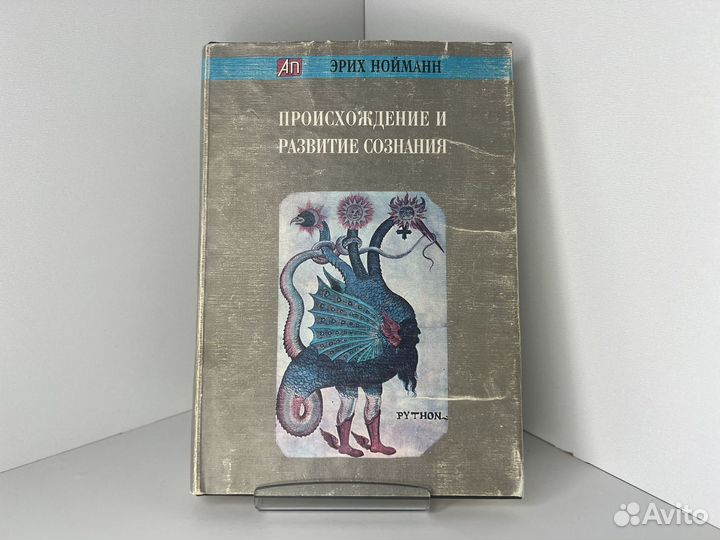 Ап
ЭРИХ НОЙМАНН
ПРОИСХОЖДЕНИЕ И
РАЗВИТИЕ СОЗНАНИЯ
PYTHON
Avito